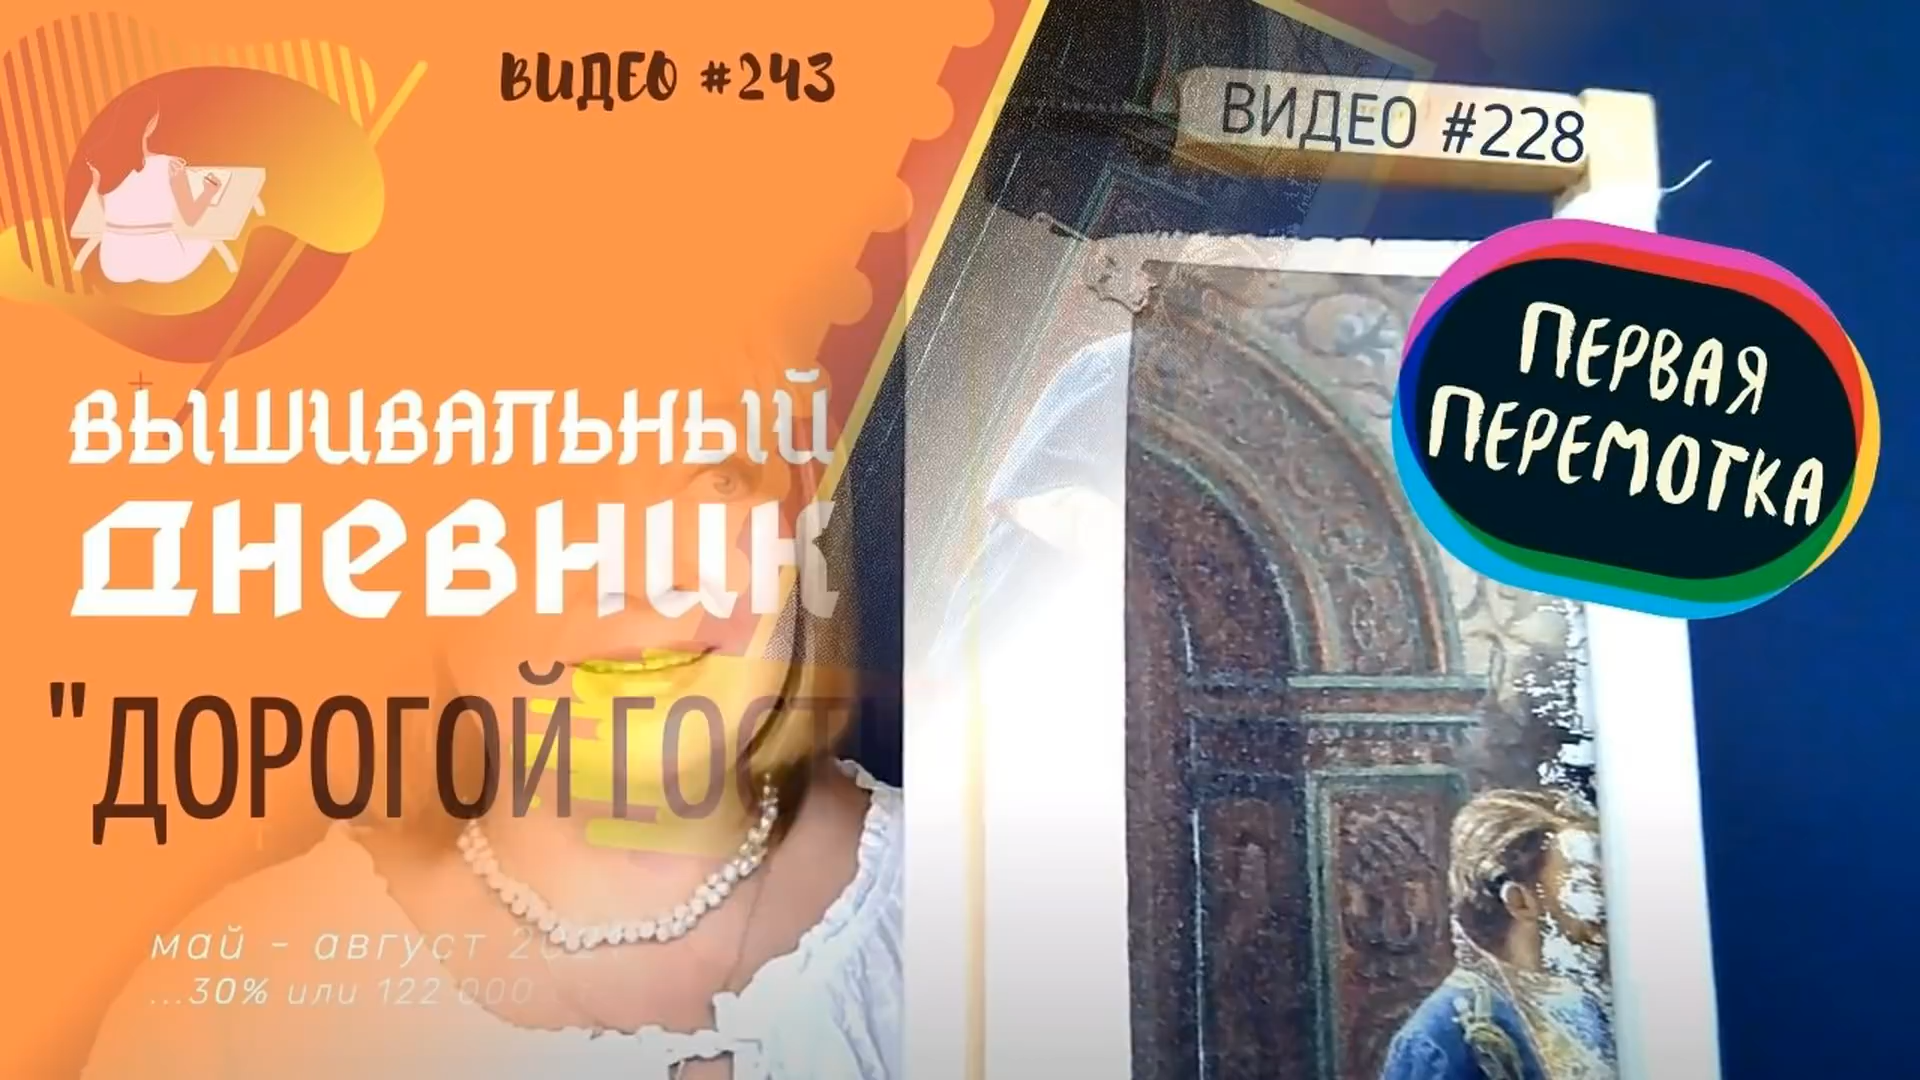 ВИДЕО #243
ВИДЕО #228
ПЕРВАЯ
ПЕРЕМОТКА
ВЫШИВАЛЬНЫЙ
ДНЕВНИК
"ДОРОГОЙ
май - август
...30% или 122 000